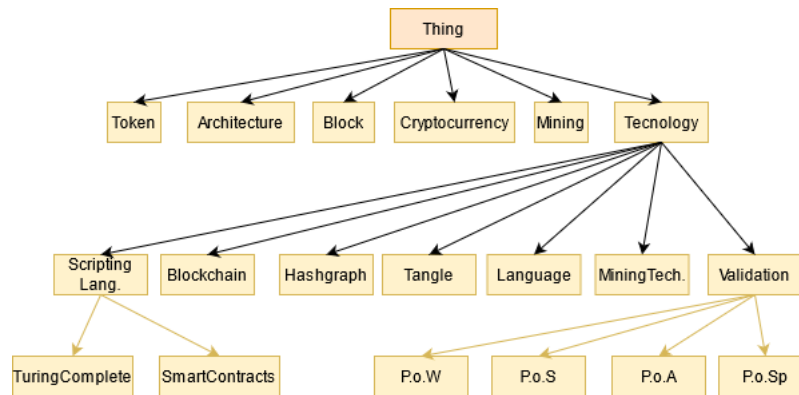 Thing
Token
Architecture
Block
Cryptocurrency
Mining
Tecnology
Scripting
Lang.
Blockchain
Hashgraph
Tangle
Language
MiningTech.
Validation
TuringComplete
SmartContracts
P.o.W
P.o.S
P.o.A
P.o.Sp